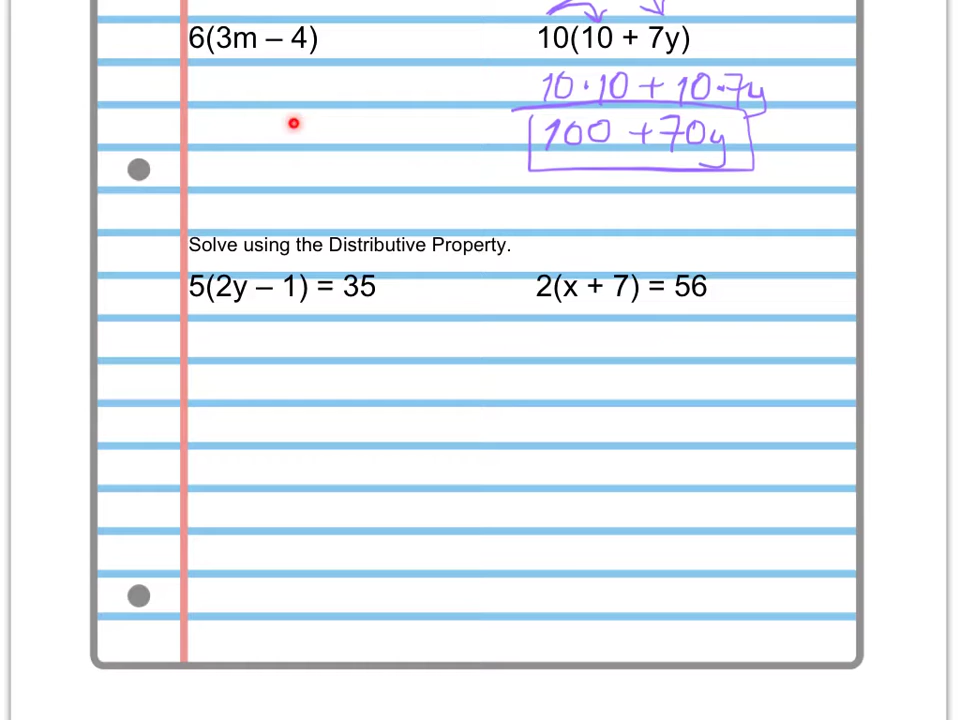 6(3m – 4)
10(10 + 7y)
10·10 + 10·7y
100 + 70y
Solve using the Distributive Property.
5(2y – 1) = 35
2(x + 7) = 56